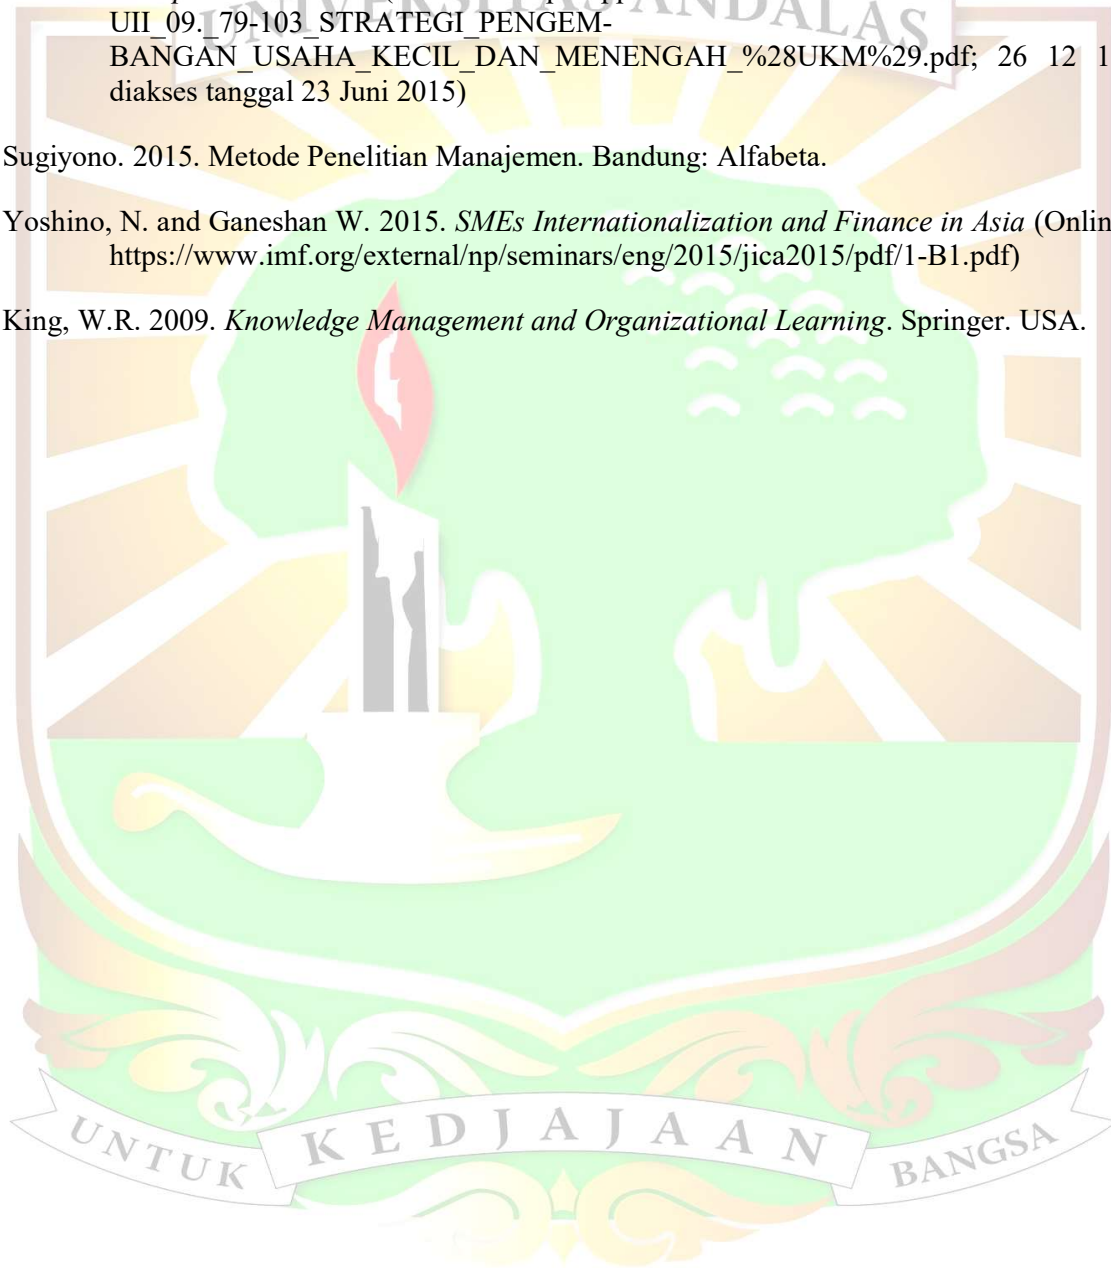 UNIVERSITAS ANDALAS
UII_09._79-103_STRATEGI_PENGEM-
BANGAN_USAHA_KECIL_DAN_MENENGAH_%28UKM%29.pdf; 26 12 1
diakses tanggal 23 Juni 2015)
Sugiyono. 2015. Metode Penelitian Manajemen. Bandung: Alfabeta.
Yoshino, N. and Ganeshan W. 2015. SMEs Internationalization and Finance in Asia (Onlin
https://www.imf.org/external/np/seminars/eng/2015/jica2015/pdf/1-B1.pdf)
King, W.R. 2009. Knowledge Management and Organizational Learning. Springer. USA.
UNTUK KEDJAJAAN BANGSA